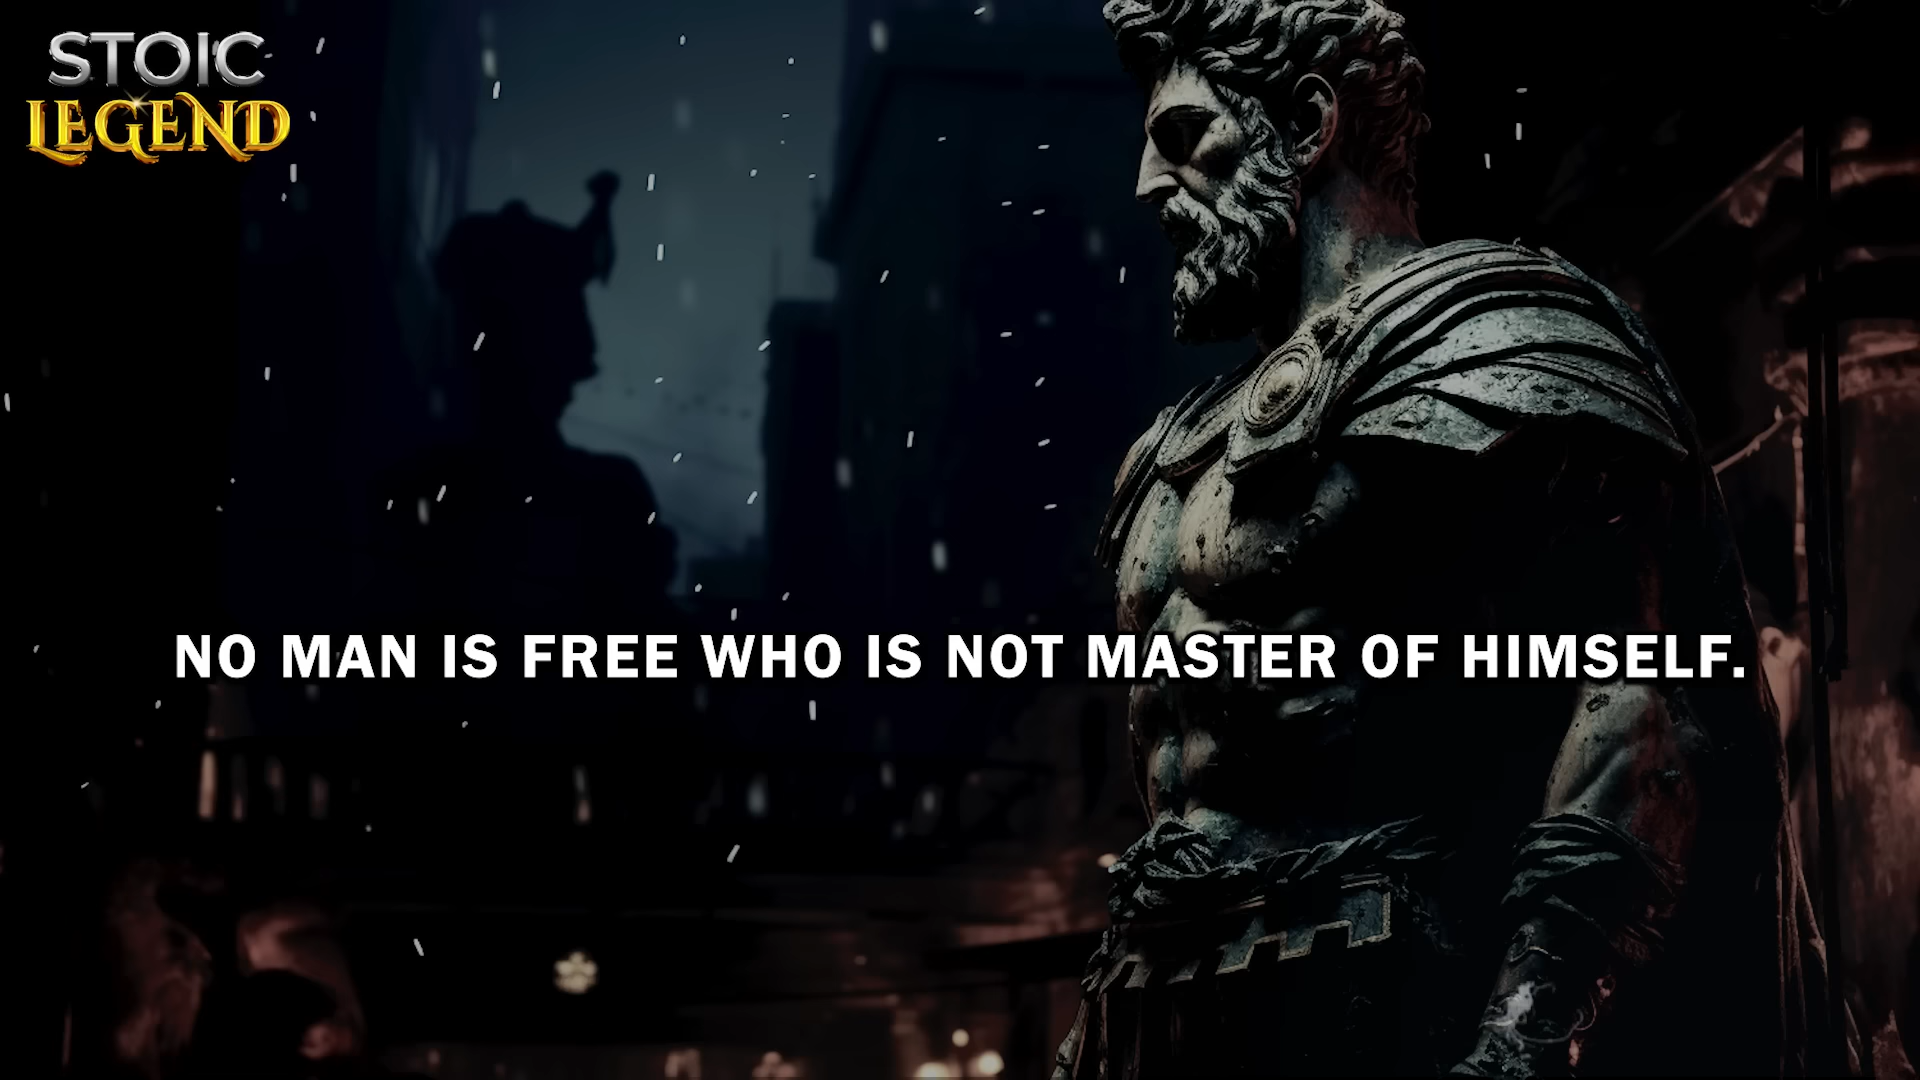 STOIC
LEGEND
NO MAN IS FREE WHO IS NOT MASTER OF HIMSELF.